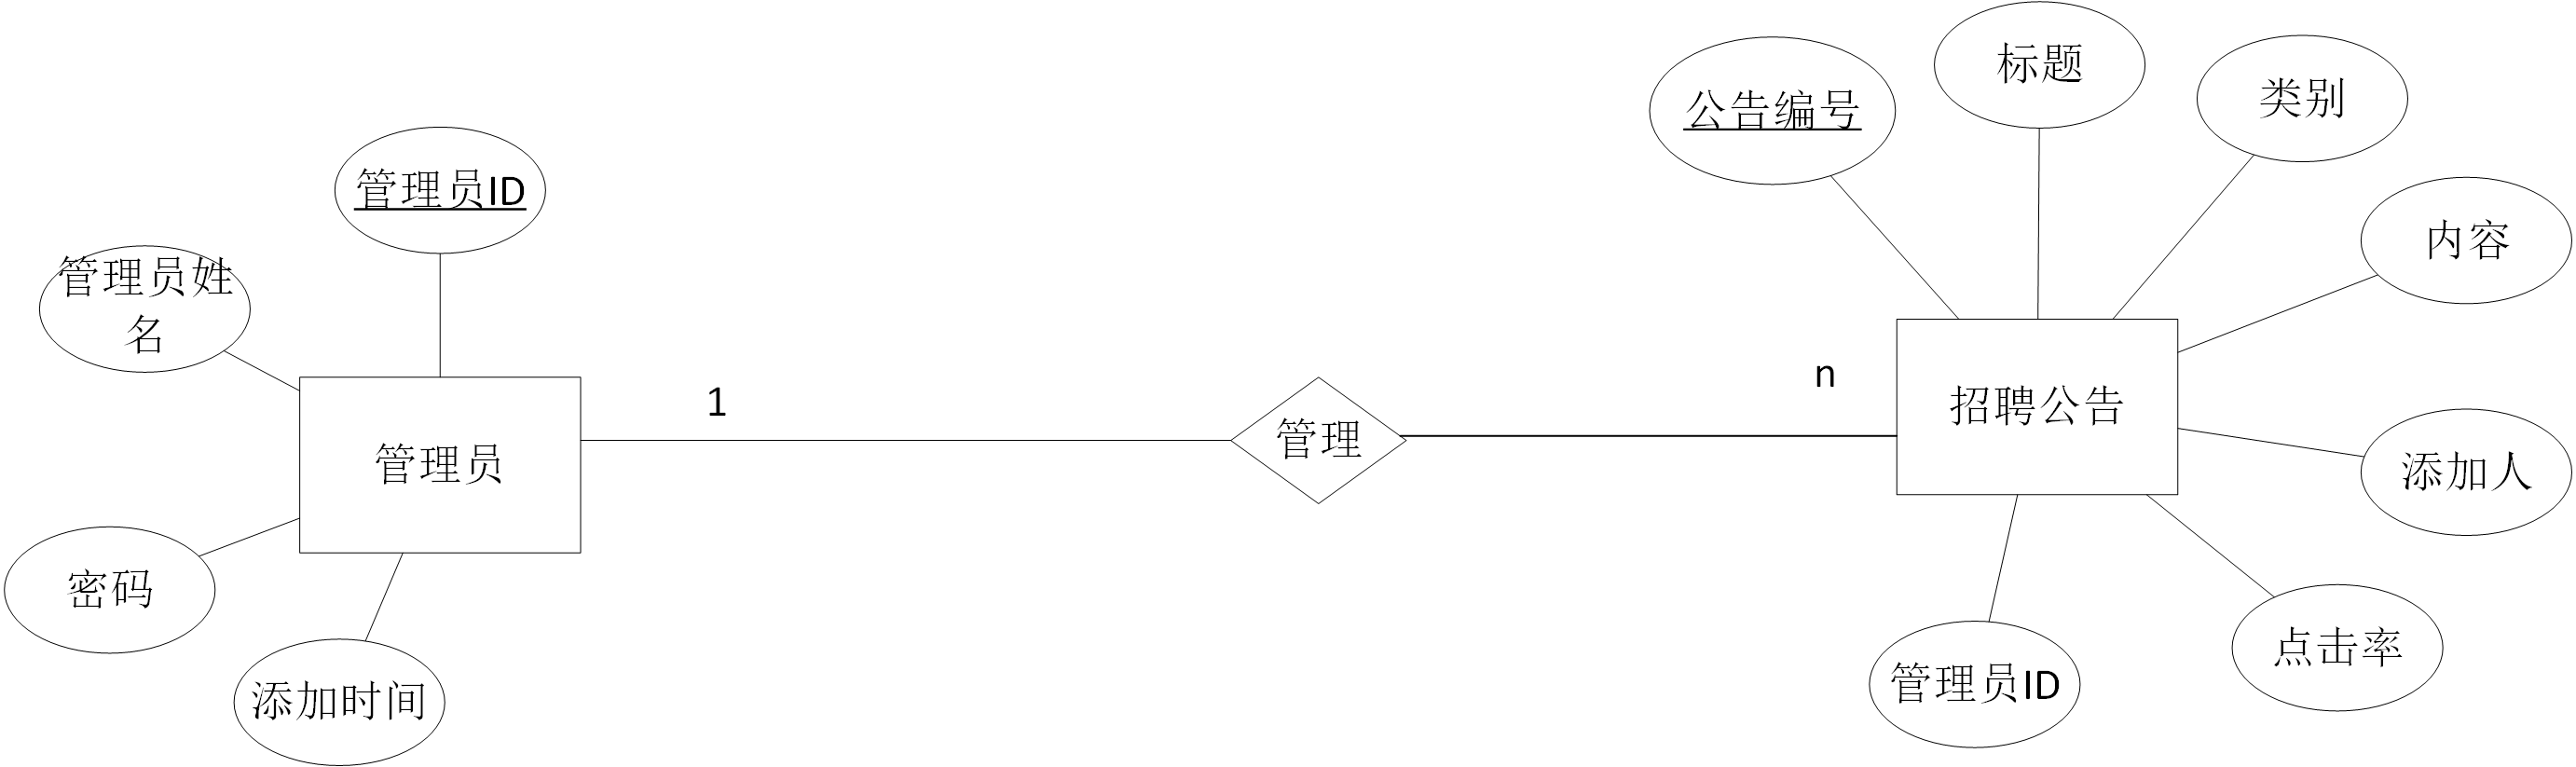 管理员ID
管理员姓
名
密码
添加时间
管理员
1
管理
n
公告编号
标题
类别
内容
招聘公告
添加人
点击率
管理员ID